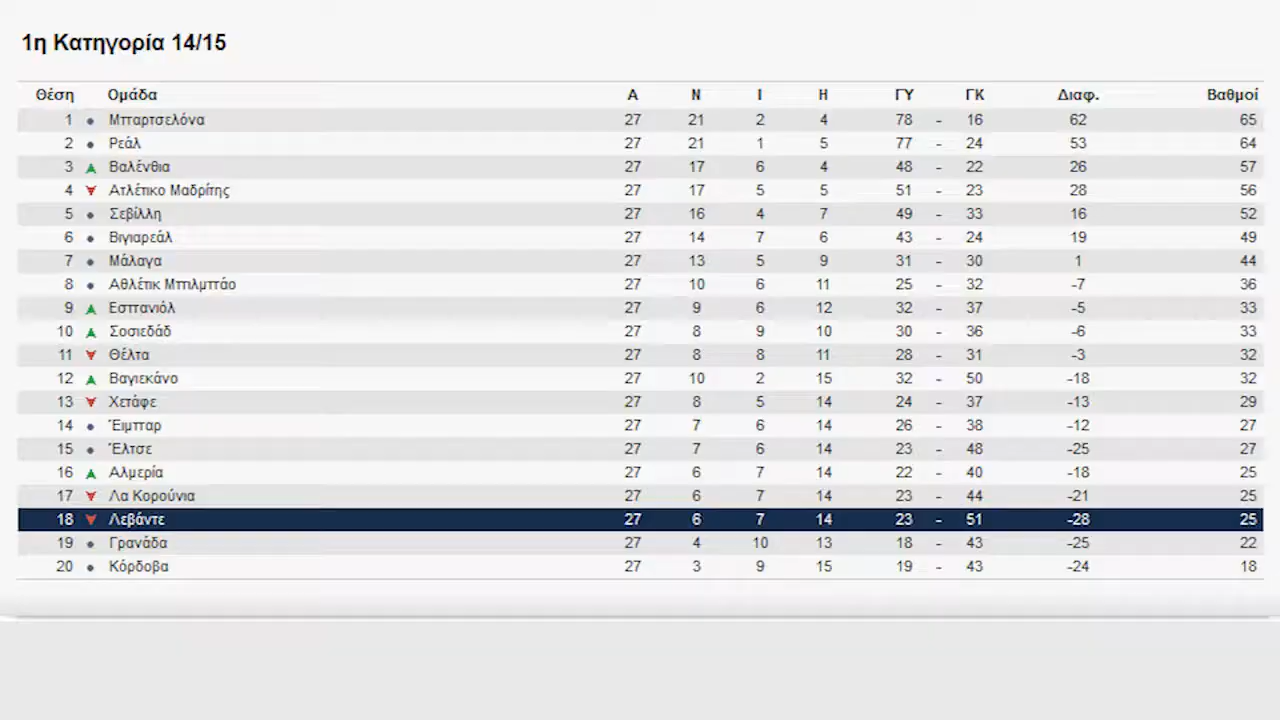 1η Κατηγορία 14/15
Θέση Ομάδα Α Ν Ι Η ΓΥ ΓΚ Διαφ. Βαθμοί
1 Μπαρτσελόνα 27 21 2 4 78 - 16 62 65
2 Ρεάλ 27 21 1 5 77 - 24 53 64
3 Βαλένθια 27 17 6 4 48 - 22 26 57
4 Ατλέτικο Μαδρίτης 27 17 5 5 51 - 23 28 56
5 Σεβίλλη 27 16 4 7 49 - 33 16 52
6 Βιγιαρεάλ 27 14 7 6 43 - 24 19 49
7 Μάλαγα 27 13 5 9 31 - 30 1 44
8 Αθλέτικ Μπιλμπάο 27 10 6 11 25 - 32 -7 36
9 Εσπανιόλ 27 9 6 12 32 - 37 -5 33
10 Σοσιεδάδ 27 8 9 10 30 - 36 -6 33
11 Θέλτα 27 8 8 11 28 - 31 -3 32
12 Βαγιεκάνο 27 10 2 15 32 - 50 -18 32
13 Χετάφε 27 8 5 14 24 - 37 -13 29
14 Έιμπαρ 27 7 6 14 26 - 38 -12 27
15 Έλτσε 27 7 6 14 23 - 48 -25 27
16 Αλμερία 27 6 7 14 22 - 40 -18 25
17 Λα Κορούνια 27 6 7 14 23 - 44 -21 25
18 Λεβάντε 27 6 7 14 23 - 51 -28 25
19 Γρανάδα 27 4 10 13 18 - 43 -25 22
20 Κόρδοβα 27 3 9 15 19 - 43 -24 18